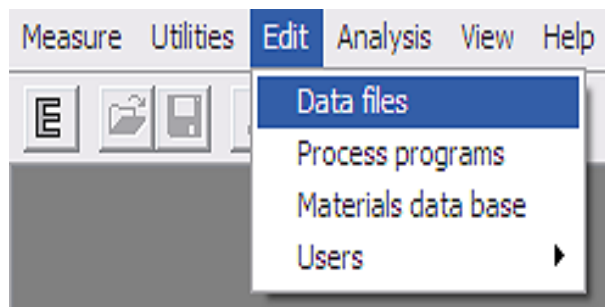 Measure Utilities Edit Analysis View Help
E
Data files
Process programs
Materials data base
Users